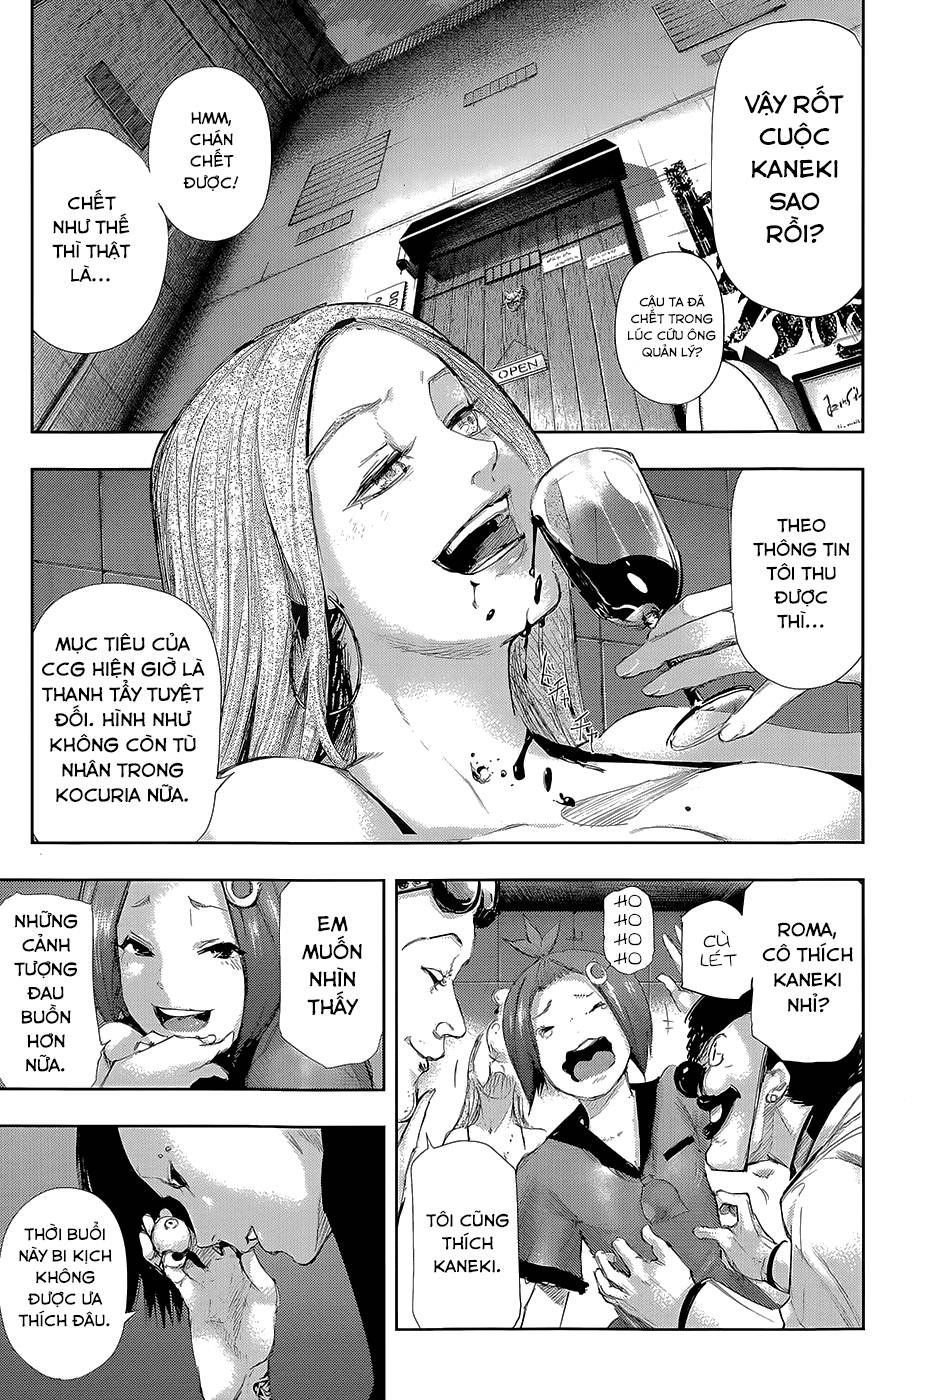 VẬY RỐT
CUỘC
KANEKI
SAO
RỒI?
CẬU TA ĐÃ
CHẾT TRONG
LÚC CỨU ÔNG
QUẢN LÝ?
HMM,
CHÁN
CHẾT
ĐƯỢC!
CHẾT
NHƯ THẾ
THÌ THẬT
LÀ...
OPEN
THEO
THÔNG TIN
TÔI THU
ĐƯỢC
THÌ...
MỤC TIÊU CỦA
CCG HIỆN GIỜ LÀ
THANH TẨY TUYỆT
ĐỐI. HÌNH NHƯ
KHÔNG CÒN TÙ
NHÂN TRONG
KOCURIA NỮA.
ROMA,
CÔ THÍCH
KANEKI
NHỈ?
CÙ
LÉT
HO
HO
HO
HO
TÔI CŨNG
THÍCH
KANEKI.
EM
MUỐN
NHÌN
THẤY
NHỮNG
CẢNH
TƯỢNG
ĐAU
BUỒN
HƠN
NỮA.
THỜI BUỔI
NÀY BI KỊCH
KHÔNG
ĐƯỢC ƯA
THÍCH ĐÂU.